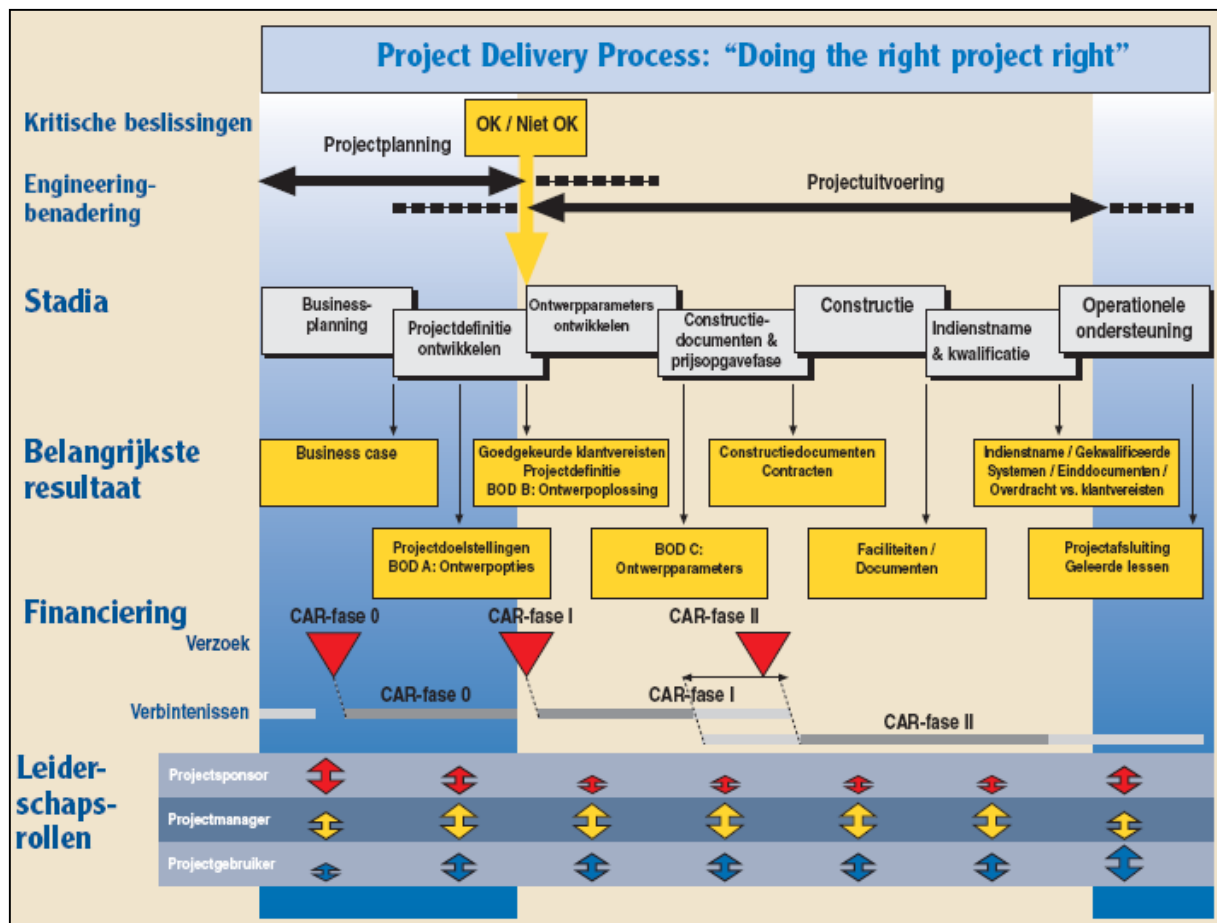 Project Delivery Process: “Doing the right project right”
Kritische beslissingen
OK / Niet OK
Projectplanning
Engineering-
benadering
Projectuitvoering
Stadia
Business-
planning
Projectdefinitie
ontwikkelen
Ontwerpparameters
ontwikkelen
Constructie-
documenten &
prijsopgavefase
Constructie
Indienstname
& kwalificatie
Operationele
ondersteuning
Belangrijkste
resultaat
Business case
Goedgekeurde klantvereisten
Projectdefinitie
BOD B: Ontwerpoplossing
Constructiedocumenten
Contracten
Indienstname / Gekwalificeerde
Systemen / Einddocumenten /
Overdracht vs. klantvereisten
Projectdoelstellingen
BOD A: Ontwerpopties
BOD C:
Ontwerpparameters
Faciliteiten /
Documenten
Projectafsluiting
Geleerde lessen
Financiering
Verzoek
CAR-fase 0
CAR-fase I
CAR-fase II
Verbintenissen
CAR-fase 0
CAR-fase I
CAR-fase II
Leider-
schaps-
rollen
Projectsponsor
Projectmanager
Projectgebruiker